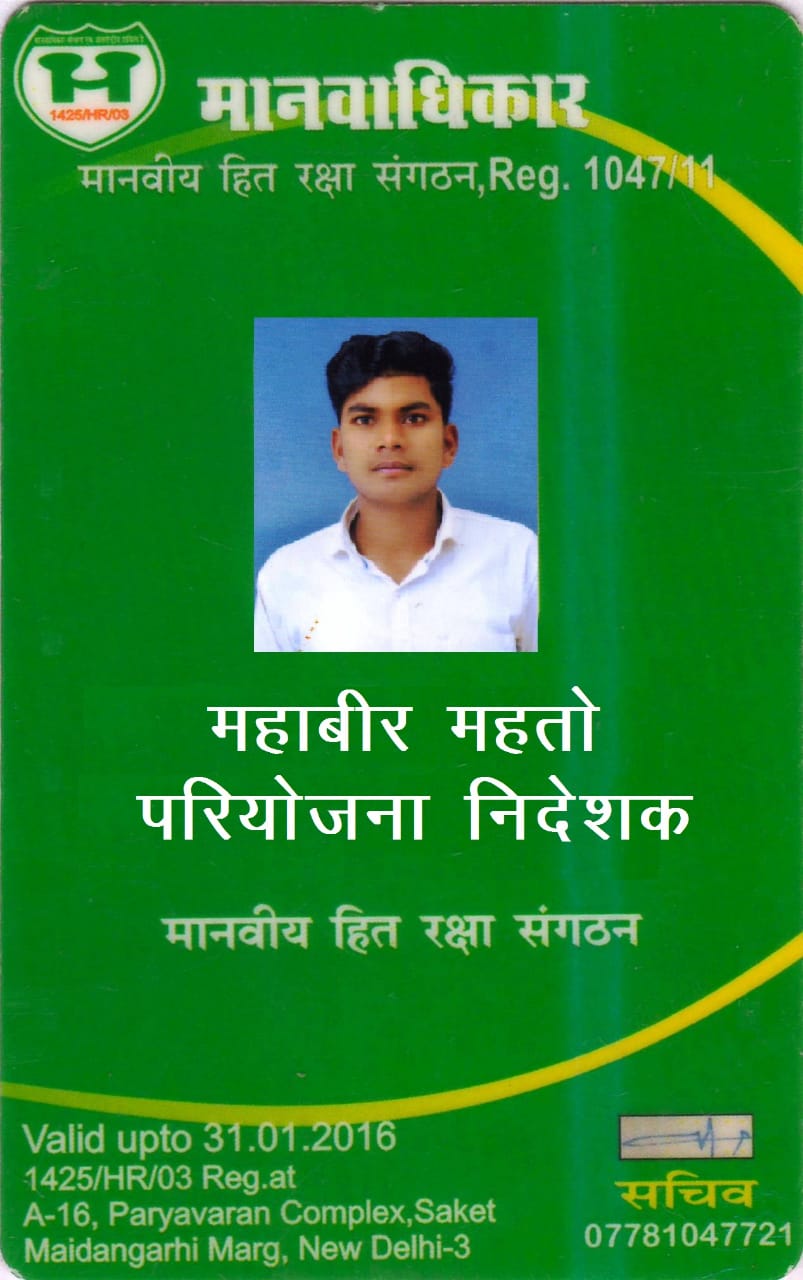 1425/HR/03
मानवाधिकार
मानवीय हित रक्षा संगठन,Reg. 1047/11
महाबीर महतो
परियोजना निदेशक
मानवीय हित रक्षा संगठन
Valid upto 31.01.2016
1425/HR/03 Reg.at
A-16, Paryavaran Complex,Saket
Maidangarhi Marg, New Delhi-3
सचिव
07781047721